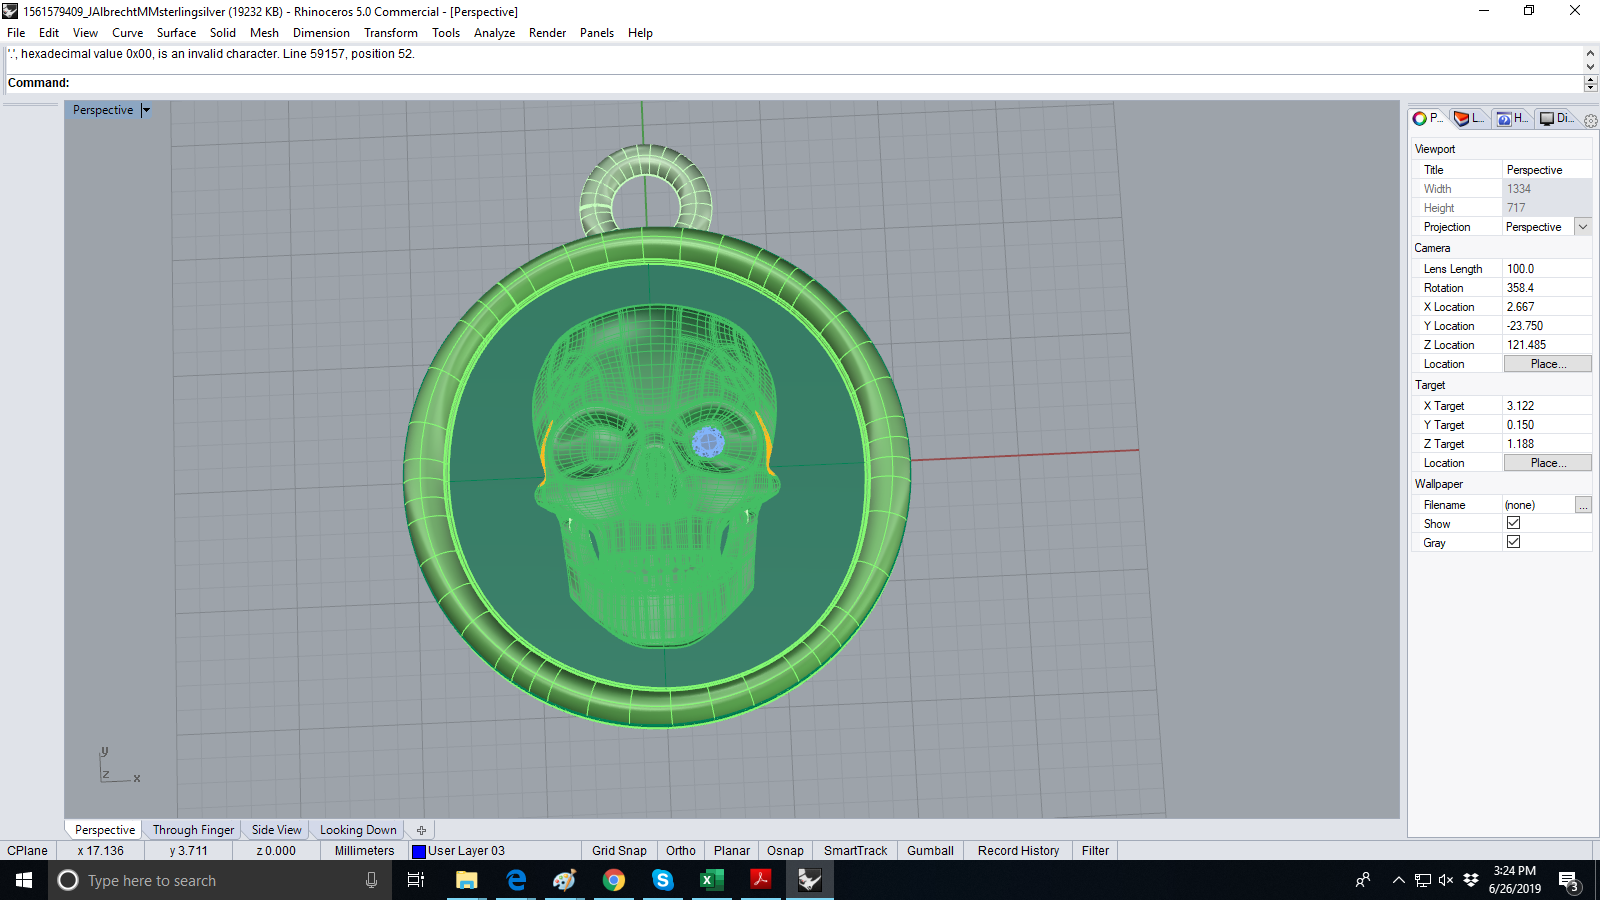 1561579409_JAlbrechtMMsterlingsilver (19232 KB) - Rhinoceros 5.0 Commercial - [Perspective]
File Edit View Curve Surface Solid Mesh Dimension Transform Tools Analyze Render Panels Help
'.', hexadecimal value 0x00, is an invalid character. Line 59157, position 52.
Command:
Perspective
P... L... H... Di...
Viewport
Title Perspective
Width 1334
Height 717
Projection Perspective
Camera
Lens Length 100.0
Rotation 358.4
X Location 2.667
Y Location -23.750
Z Location 121.485
Location Place...
Target
X Target 3.122
Y Target 0.150
Z Target 1.188
Location Place...
Wallpaper
Filename (none) ...
Show
Gray
y
z x
Perspective Through Finger Side View Looking Down
CPlane x 17.136 y 3.711 z 0.000 Millimeters User Layer 03 Grid Snap Ortho Planar Osnap SmartTrack Gumball Record History Filter
Type here to search
3:24 PM
6/26/2019
3